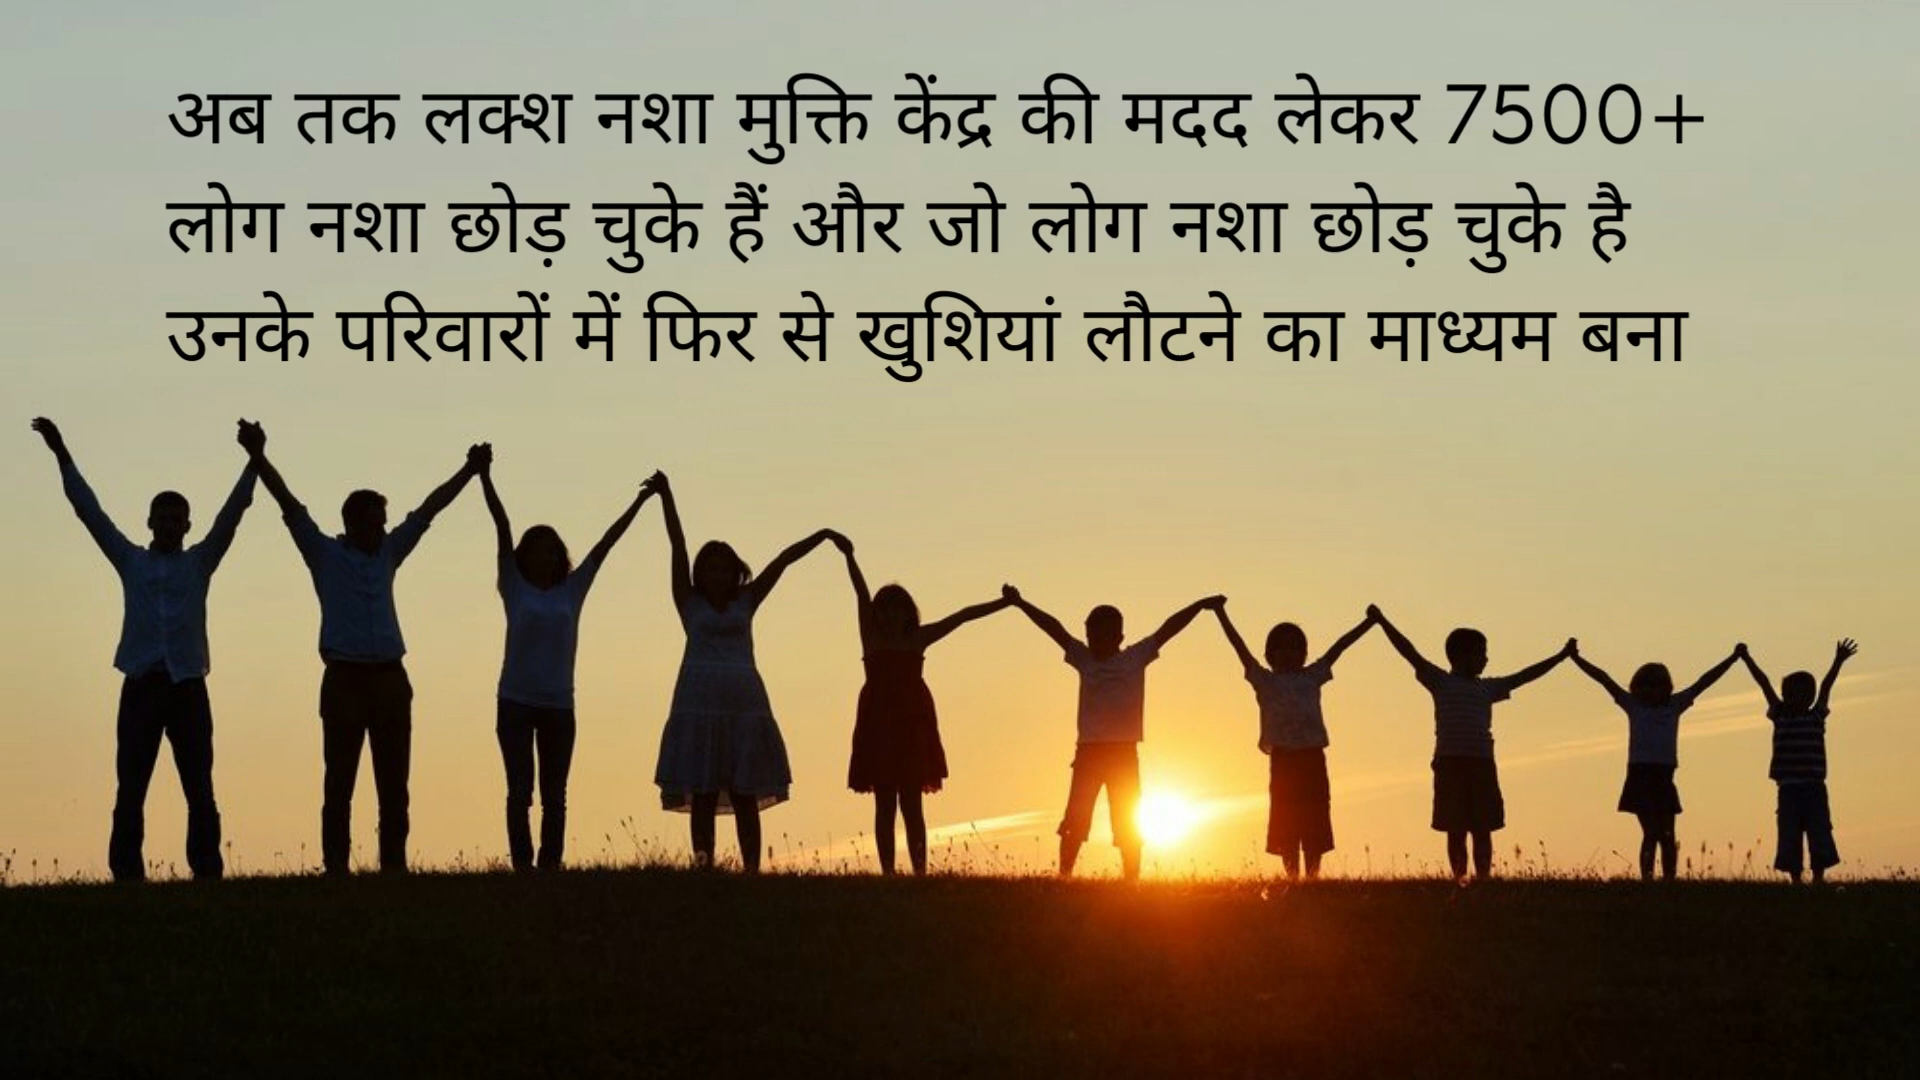 अब तक लक्श नशा मुक्ति केंद्र की मदद लेकर 7500+
लोग नशा छोड़ चुके हैं और जो लोग नशा छोड़ चुके है
उनके परिवारों में फिर से खुशियां लौटने का माध्यम बना